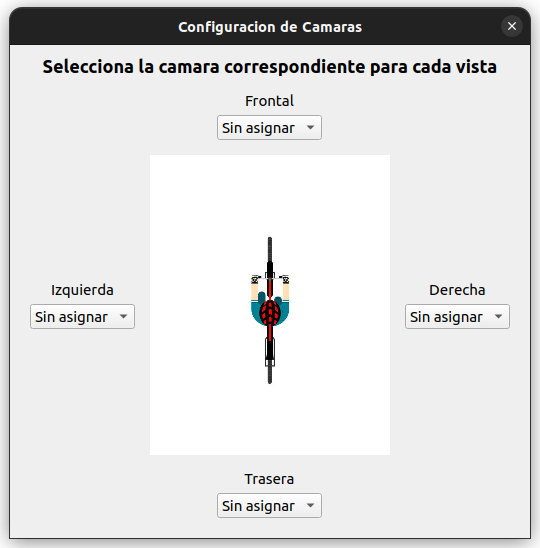 Configuracion de Camaras
Selecciona la camara correspondiente para cada vista
Frontal
Sin asignar
Izquierda
Sin asignar
Derecha
Sin asignar
Trasera
Sin asignar